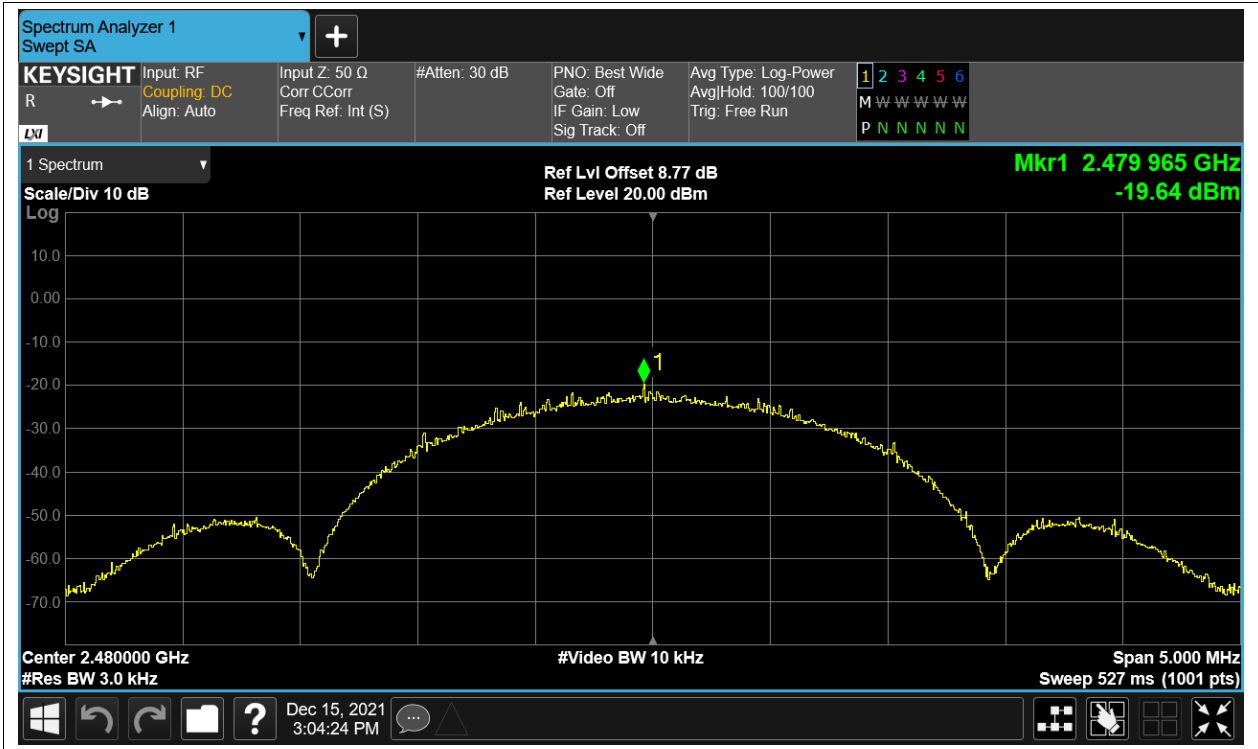 Spectrum Analyzer 1
Swept SA
KEYSIGHT
R
LXI
Input: RF
Coupling: DC
Align: Auto
Input Z: 50 Ω
Corr CCorr
Freq Ref: Int (S)
#Atten: 30 dB
PNO: Best Wide
Gate: Off
IF Gain: Low
Sig Track: Off
Avg Type: Log-Power
Avg|Hold: 100/100
Trig: Free Run
1 2 3 4 5 6
M W W W W W
P N N N N N
1 Spectrum
Scale/Div 10 dB
Log
Ref Lvl Offset 8.77 dB
Ref Level 20.00 dBm
Mkr1 2.479 965 GHz
-19.64 dBm
10.0
0.00
-10.0
1
-20.0
-30.0
-40.0
-50.0
-60.0
-70.0
Center 2.480000 GHz
#Res BW 3.0 kHz
#Video BW 10 kHz
Span 5.000 MHz
Sweep 527 ms (1001 pts)
?
Dec 15, 2021
3:04:24 PM